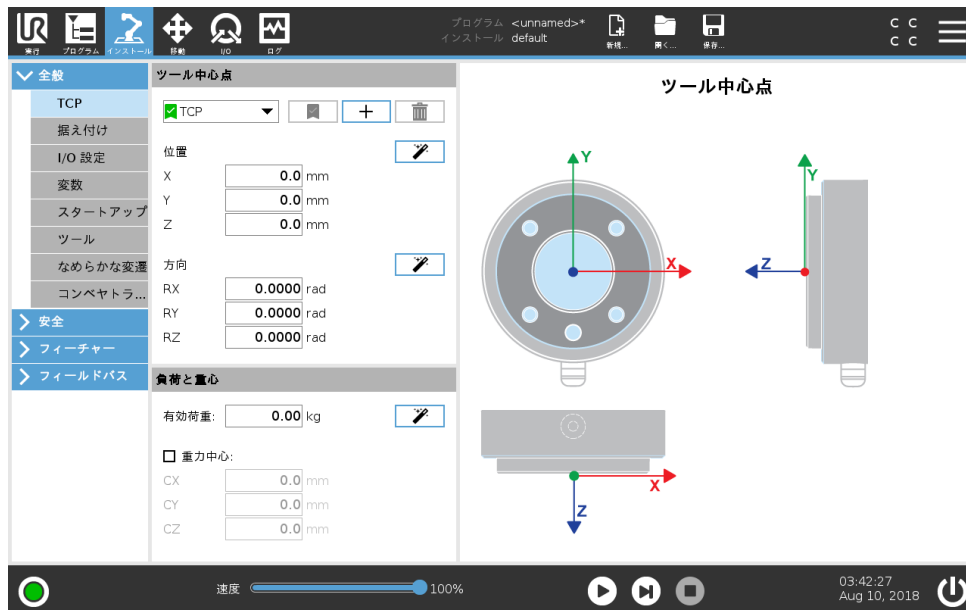 プログラム <unnamed>*
インストール default
実行 プログラム インストール 移動 I/O ログ 新規... 開く... 保存...
C C
C C
全般
TCP
据え付け
I/O 設定
変数
スタートアップ
ツール
なめらかな変遷
コンベヤトラ...
安全
フィーチャー
フィールドバス
ツール中心点
TCP
位置
X 0.0 mm
Y 0.0 mm
Z 0.0 mm
方向
RX 0.0000 rad
RY 0.0000 rad
RZ 0.0000 rad
負荷と重心
有効荷重: 0.00 kg
重力中心:
CX 0.0 mm
CY 0.0 mm
CZ 0.0 mm
ツール中心点
Y
X
Y
Z
X
Z
速度 100%
03:42:27
Aug 10, 2018